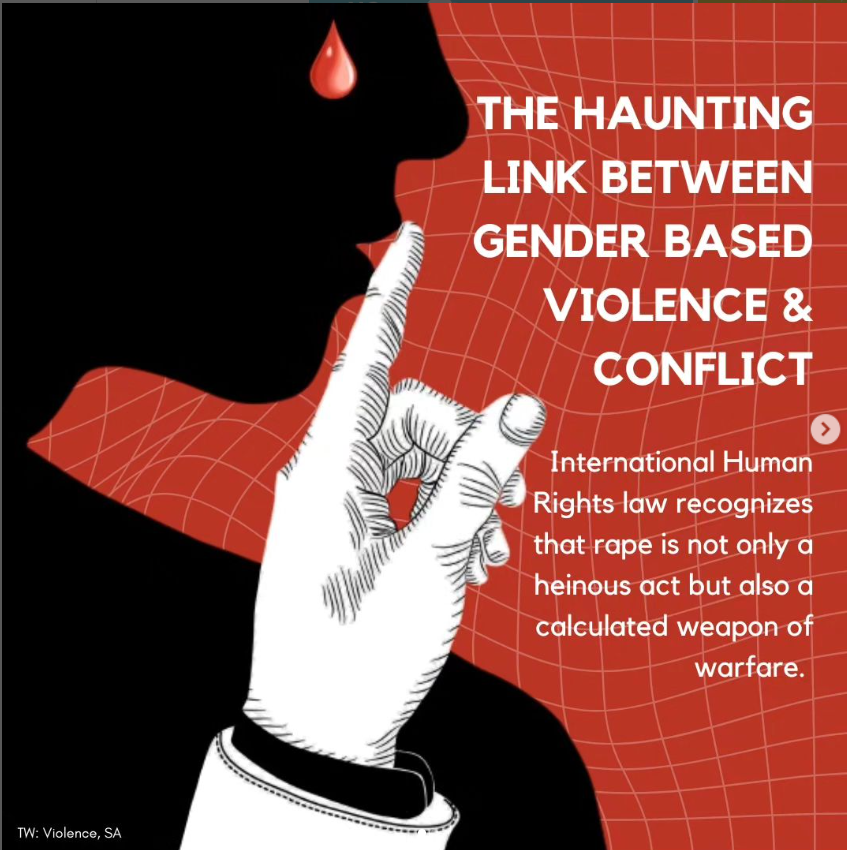 THE HAUNTING
LINK BETWEEN
GENDER BASED
VIOLENCE &
CONFLICT
International Human
Rights law recognizes
that rape is not only a
heinous act but also a
calculated weapon of
warfare.
TW: Violence, SA